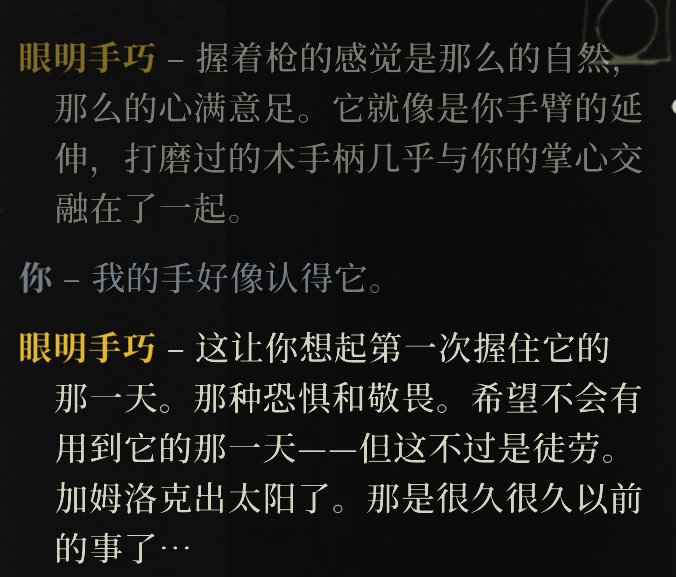 眼明手巧 – 握着枪的感觉是那么的自然，
那么的心满意足。它就像是你手臂的延
伸，打磨过的木手柄几乎与你的掌心交
融在了一起。
你 – 我的手好像认得它。
眼明手巧 – 这让你想起第一次握住它的
那一天。那种恐惧和敬畏。希望不会有
用到它的那一天——但这不过是徒劳。
加姆洛克出太阳了。那是很久很久以前
的事了…